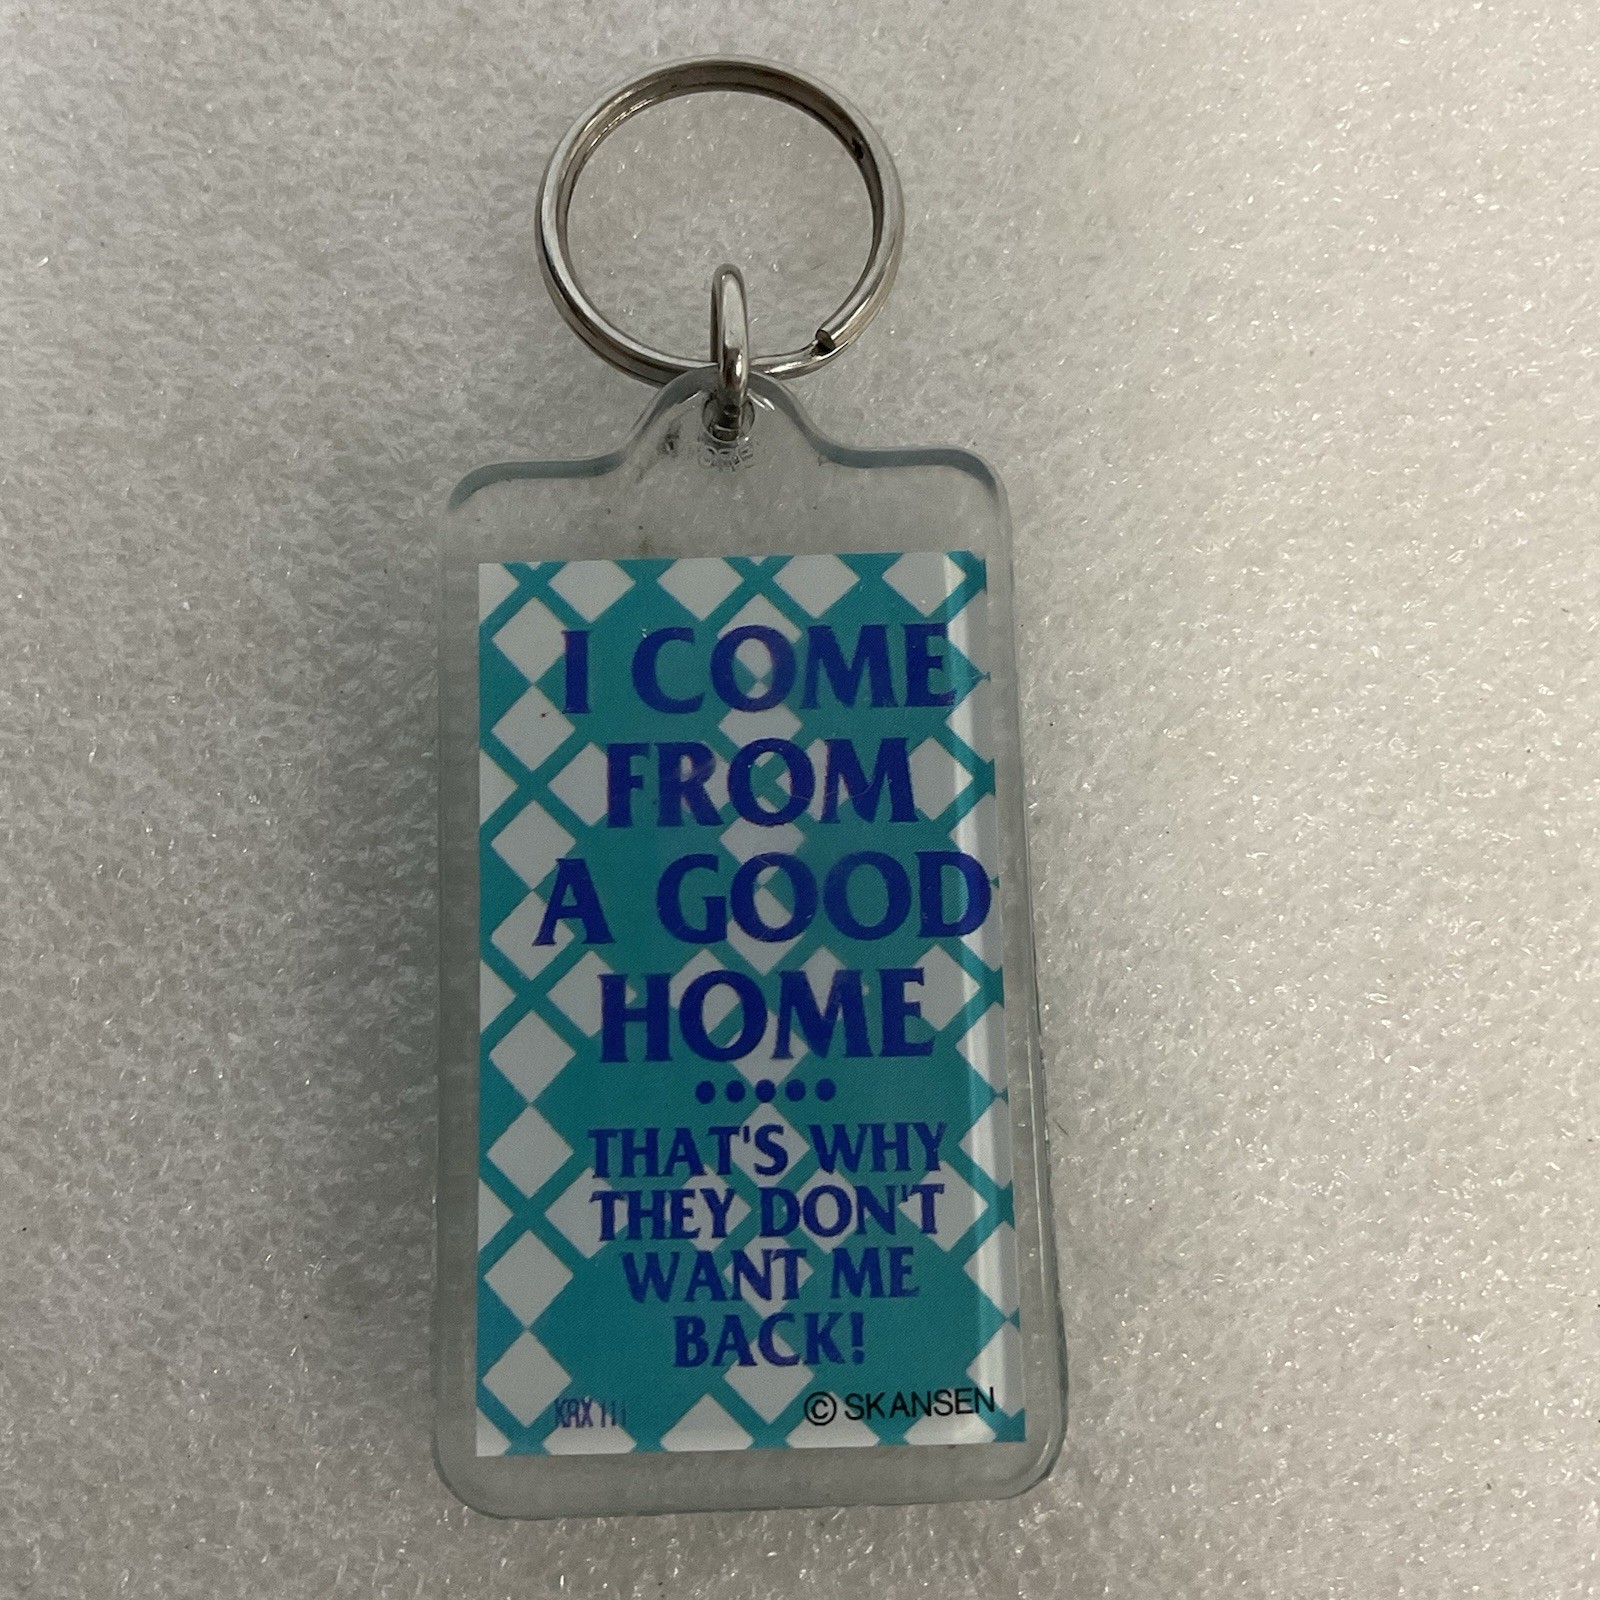 I COME
FROM
A GOOD
HOME
•••••
THAT'S WHY
THEY DON'T
WANT ME
BACK!
KRX 111
© SKANSEN